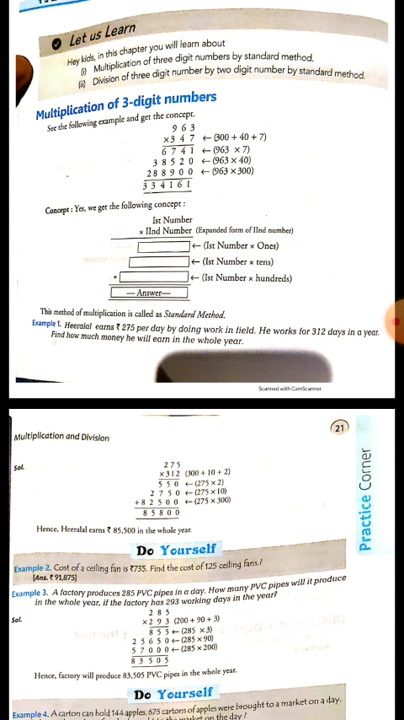 Let us Learn
Hey kids, in this chapter you will learn about
(i) Multiplication of three digit numbers by standard method.
(ii) Division of three digit number by two digit number by standard method.
Multiplication of 3-digit numbers
See the following example and get the concept.
9 6 3
×3 4 7 ← (300 + 40 + 7)
6 7 4 1 ← (963 × 7)
3 8 5 2 0 ← (963 × 40)
2 8 8 9 0 0 ← (963 × 300)
3 3 4 1 6 1
Concept : Yes, we get the following concept :
Ist Number
× IInd Number (Expanded form of IInd number)
← (Ist Number × Ones)
← (Ist Number × tens)
+ ← (Ist Number × hundreds)
— Answer —
This method of multiplication is called as Standard Method.
Example 1. Heeralal earns ₹ 275 per day by doing work in field. He works for 312 days in a year.
Find how much money he will earn in the whole year.
Scanned with CamScanner
Multiplication and Division
21
Practice Corner
Sol.
2 7 5
×3 1 2 (300 + 10 + 2)
5 5 0 ← (275 × 2)
2 7 5 0 ← (275 × 10)
+ 8 2 5 0 0 ← (275 × 300)
8 5 8 0 0
Hence, Heeralal earns ₹ 85,500 in the whole year.
Do Yourself
Example 2. Cost of a ceiling fan is ₹755. Find the cost of 125 ceiling fans.
[Ans. ₹ 91,875]
Example 3. A factory produces 285 PVC pipes in a day. How many PVC pipes will it produce
in the whole year, if the factory has 293 working days in the year?
Sol.
2 8 5
×2 9 3 (200 + 90 + 3)
8 5 5 ← (285 × 3)
2 5 6 5 0 ← (285 × 90)
5 7 0 0 0 ← (285 × 200)
8 3 5 0 5
Hence, factory will produce 83,505 PVC pipes in the whole year.
Do Yourself
Example 4. A carton can hold 144 apples. 675 cartons of apples were brought to a market on a day.
market on the day ?